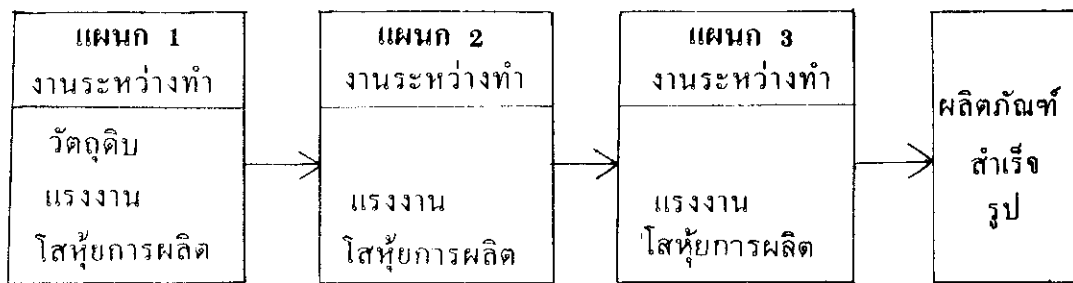 แผนก 1
งานระหว่างทำ
วัตถุดิบ
แรงงาน
โสหุ้ยการผลิต
แผนก 2
งานระหว่างทำ
แรงงาน
โสหุ้ยการผลิต
แผนก 3
งานระหว่างทำ
แรงงาน
โสหุ้ยการผลิต
ผลิตภัณฑ์
สำเร็จ
รูป